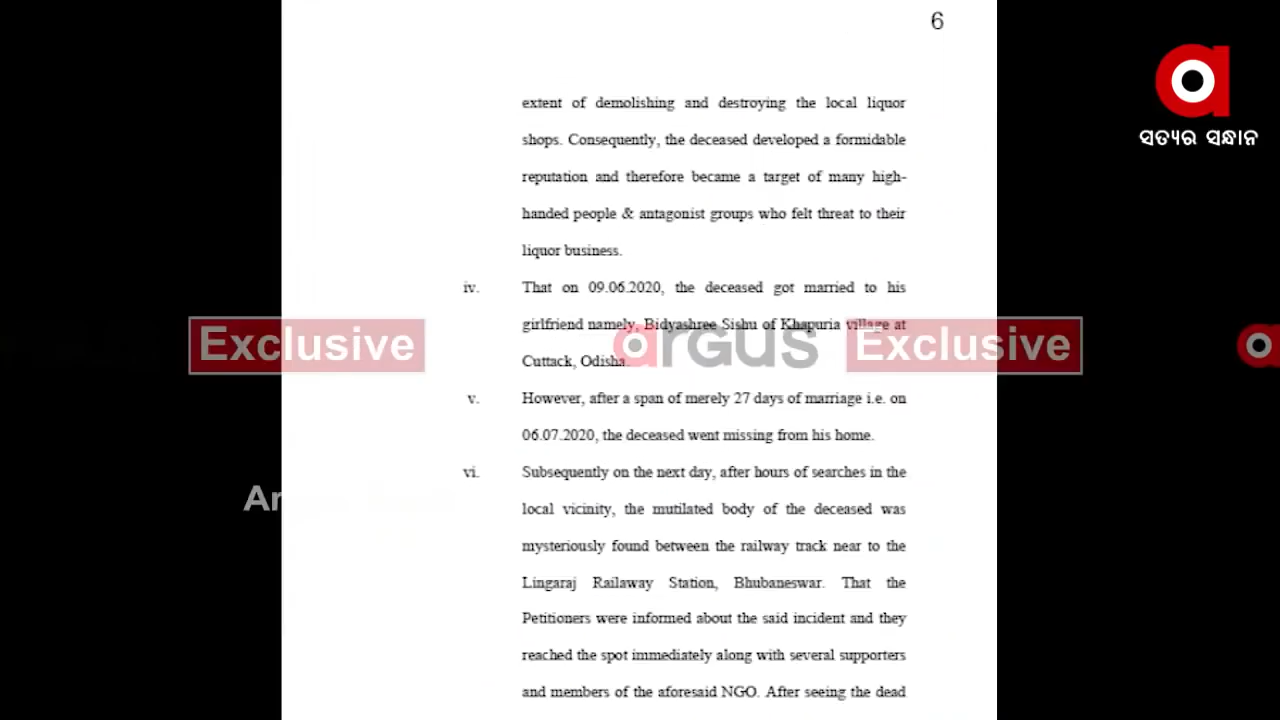 6
extent of demolishing and destroying the local liquor
shops. Consequently, the deceased developed a formidable
reputation and therefore became a target of many high-
handed people & antagonist groups who felt threat to their
liquor business.
iv. That on 09.06.2020, the deceased got married to his
girlfriend namely, Bidyashree Sishu of Khapuria village at
Cuttack, Odisha.
v. However, after a span of merely 27 days of marriage i.e. on
06.07.2020, the deceased went missing from his home.
vi. Subsequently on the next day, after hours of searches in the
local vicinity, the mutilated body of the deceased was
mysteriously found between the railway track near to the
Lingaraj Railaway Station, Bhubaneswar. That the
Petitioners were informed about the said incident and they
reached the spot immediately along with several supporters
and members of the aforesaid NGO. After seeing the dead
ସତ୍ୟର ସନ୍ଧାନ
Exclusive
argus
Exclusive